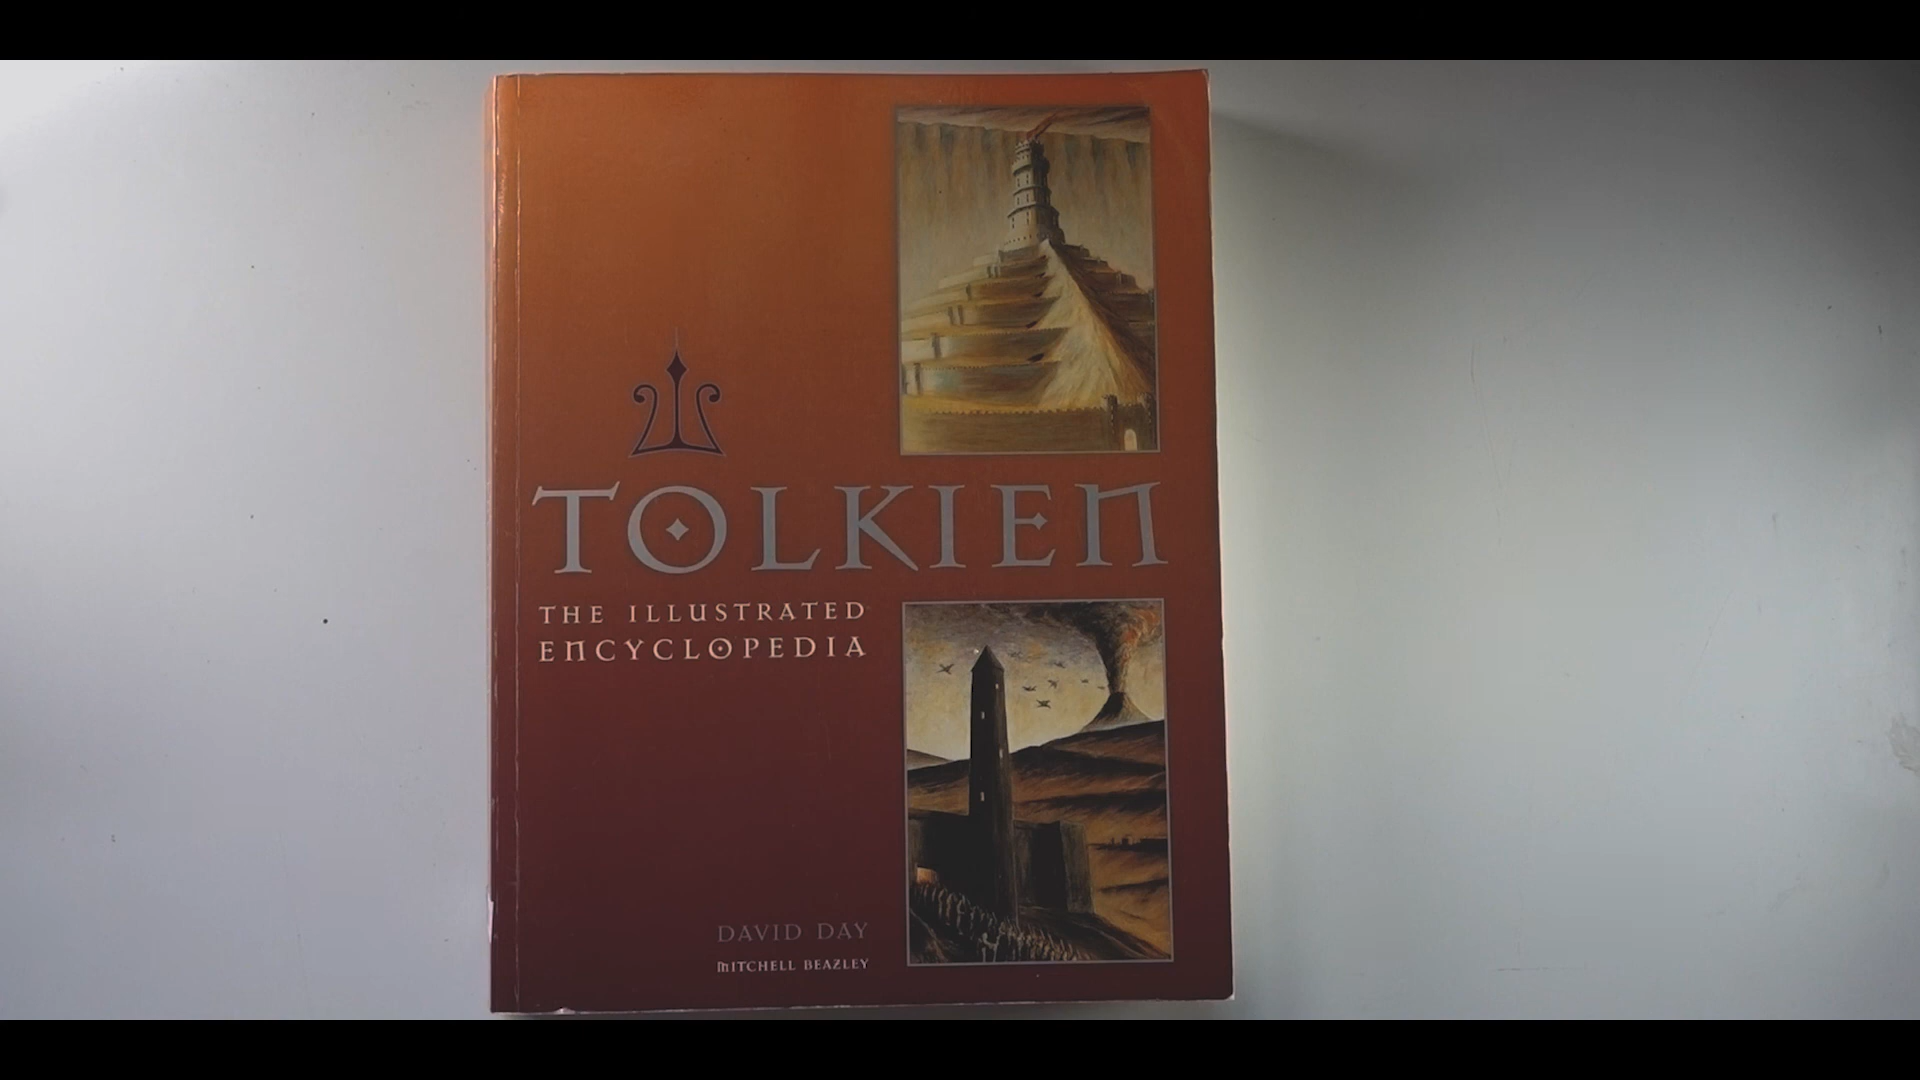 TOLKIEN
THE ILLUSTRATED
ENCYCLOPEDIA
DAVID DAY
MITCHELL BEAZLEY